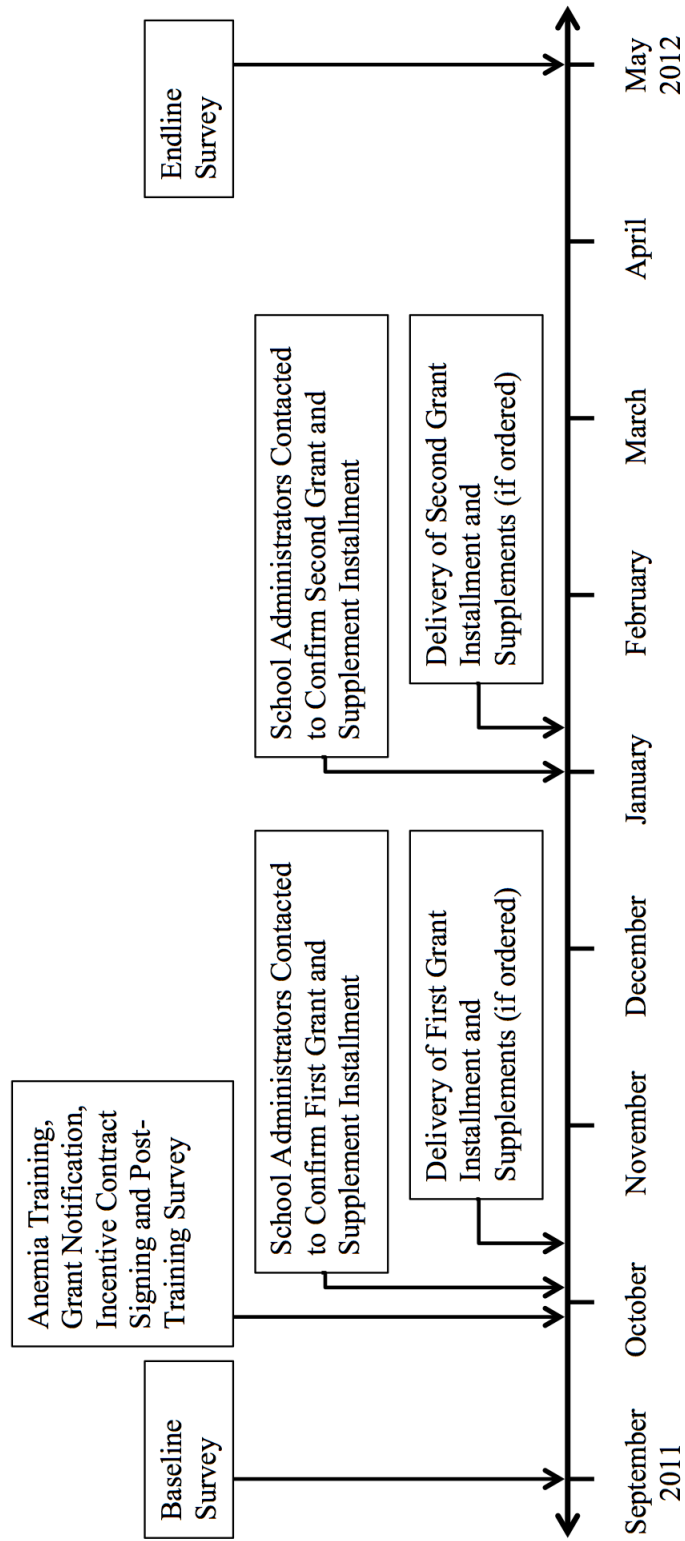 Baseline
Survey
Anemia Training,
Grant Notification,
Incentive Contract
Signing and Post-
Training Survey
School Administrators Contacted
to Confirm First Grant and
Supplement Installment
Delivery of First Grant
Installment and
Supplements (if ordered)
School Administrators Contacted
to Confirm Second Grant and
Supplement Installment
Delivery of Second Grant
Installment and
Supplements (if ordered)
Endline
Survey
September
2011
October
November
December
January
February
March
April
May
2012